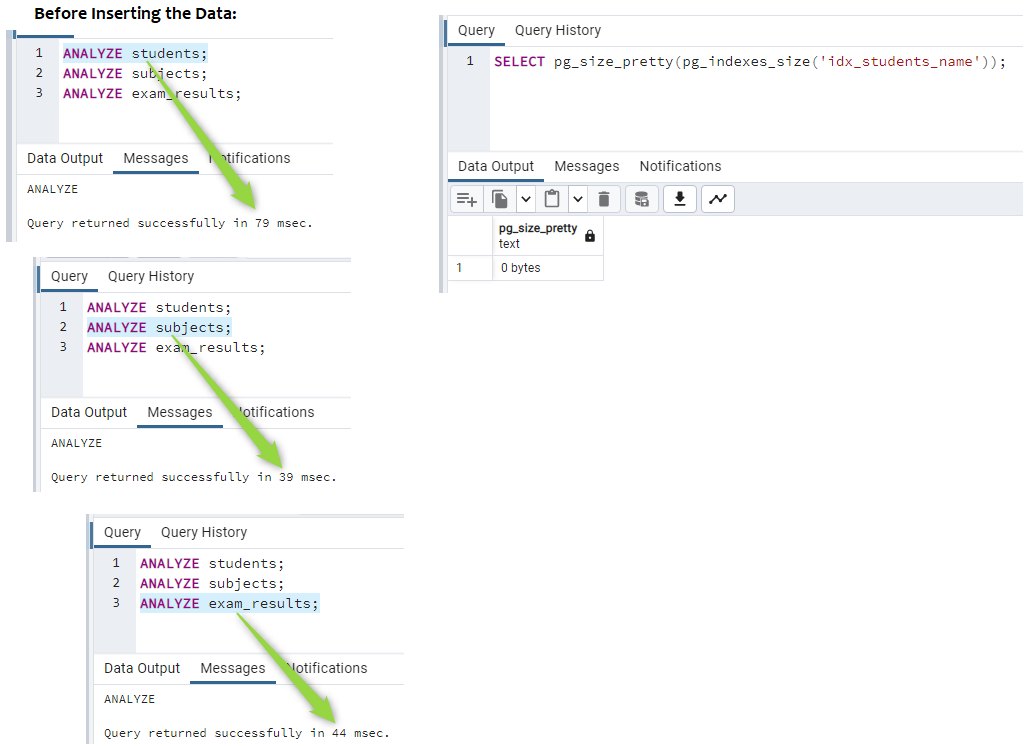 Before Inserting the Data:
1 ANALYZE students;
2 ANALYZE subjects;
3 ANALYZE exam_results;
Data Output Messages Notifications
ANALYZE
Query returned successfully in 79 msec.
Query Query History
1 ANALYZE students;
2 ANALYZE subjects;
3 ANALYZE exam_results;
Data Output Messages Notifications
ANALYZE
Query returned successfully in 39 msec.
Query Query History
1 ANALYZE students;
2 ANALYZE subjects;
3 ANALYZE exam_results;
Data Output Messages Notifications
ANALYZE
Query returned successfully in 44 msec.
Query Query History
1 SELECT pg_size_pretty(pg_indexes_size('idx_students_name'));
Data Output Messages Notifications
pg_size_pretty
text
1 0 bytes